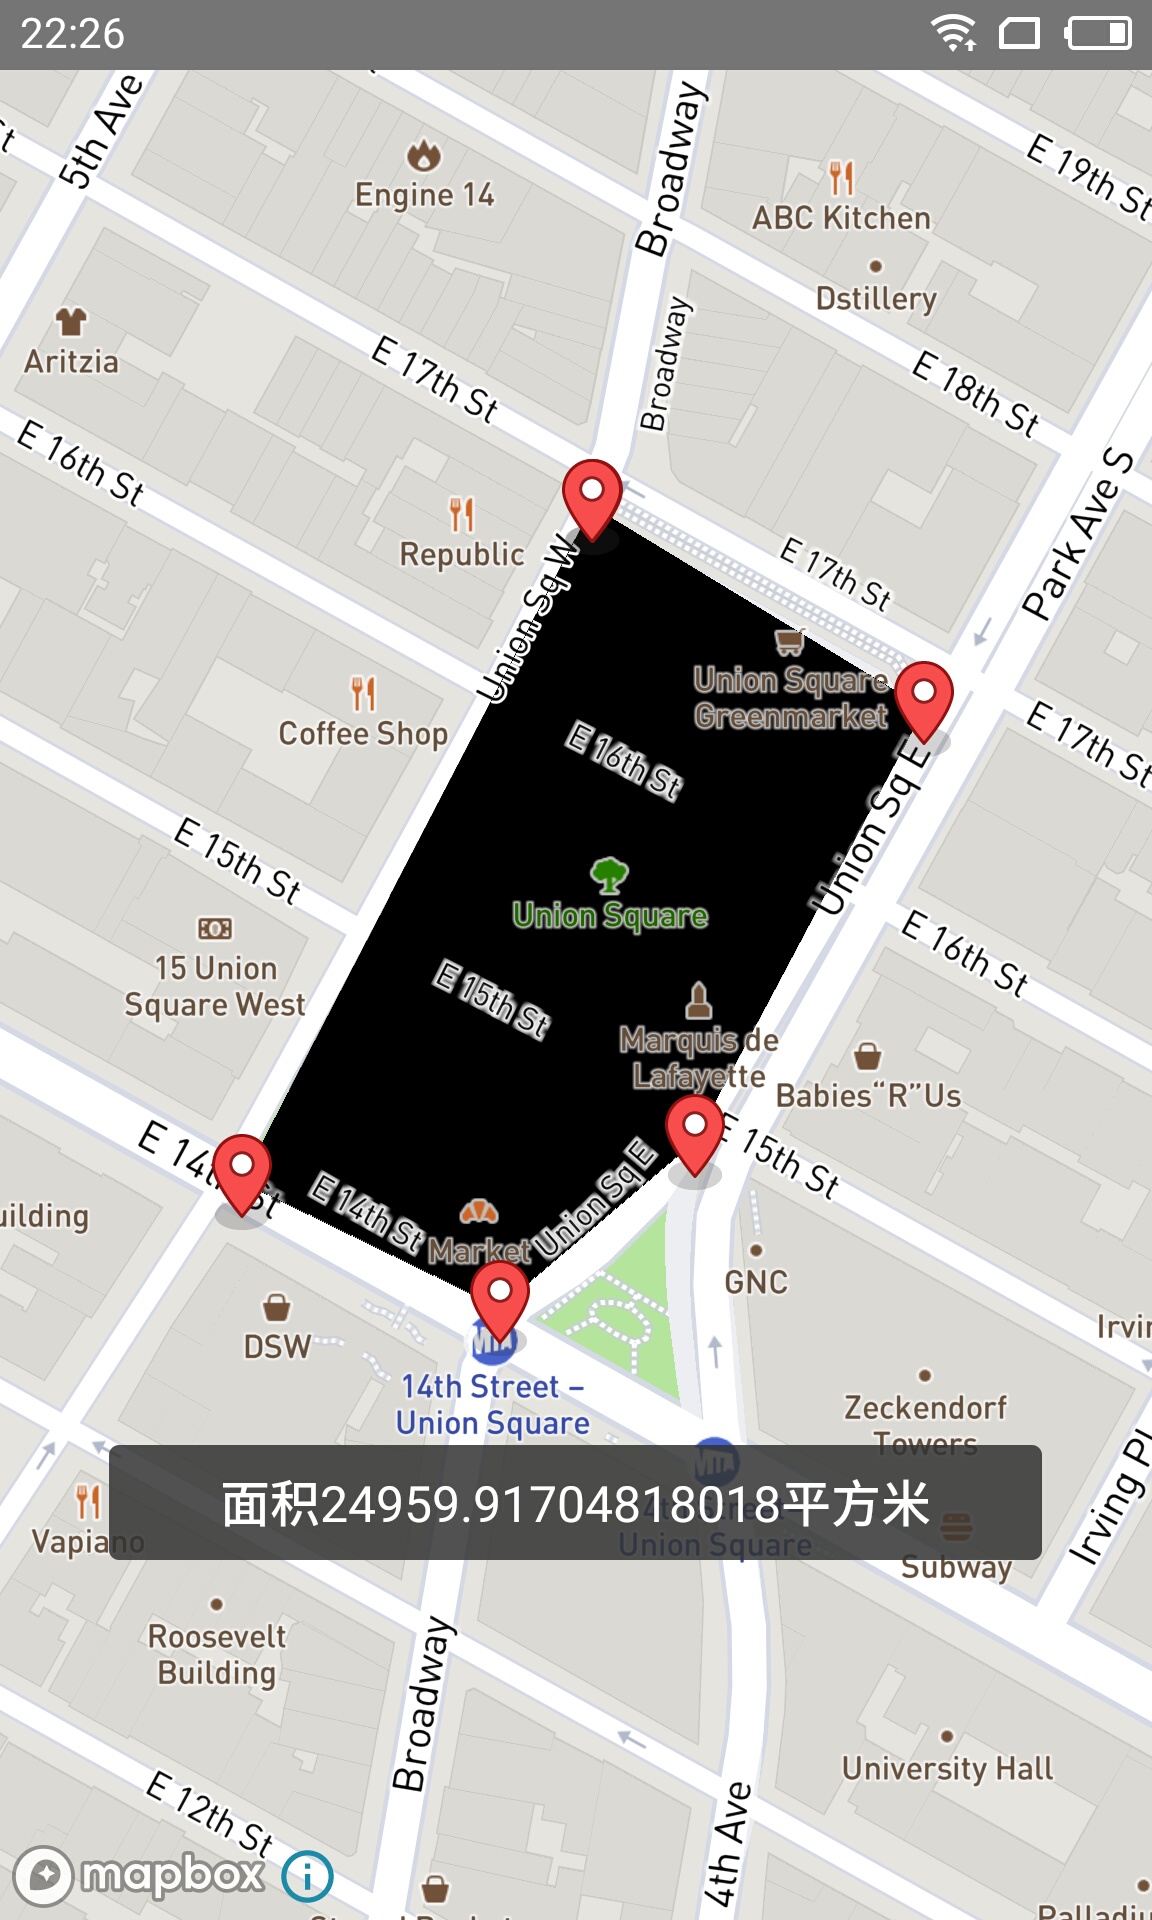 22:26
5th Ave
Broadway
E 19th St
Engine 14
ABC Kitchen
Dstillery
Aritzia
E 17th St
Broadway
E 18th St
E 16th St
Park Ave S
Republic
Union Sq W
E 17th St
Union Square
Greenmarket
Coffee Shop
E 16th St
E 17th St
Union Sq E
E 15th St
Union Square
15 Union
Square West
E 15th St
E 16th St
Marquis de
Lafayette
Babies“R”Us
E 14th St
E 14th St
Union Sq E
E 15th St
Market
GNC
DSW
14th Street –
Union Square
Zeckendorf
Towers
Irving Pl
面积24959.91704818018平方米
Vapiano
14th Street –
Union Square
Subway
Roosevelt
Building
Broadway
University Hall
E 12th St
4th Ave
mapbox